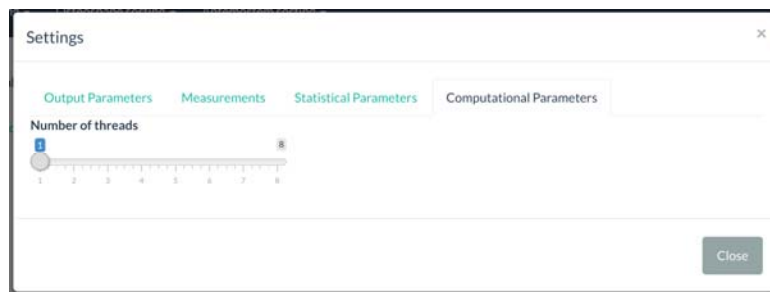 Settings
×
Output Parameters Measurements Statistical Parameters Computational Parameters
Number of threads
1 8
1 2 3 4 5 6 7 8
Close